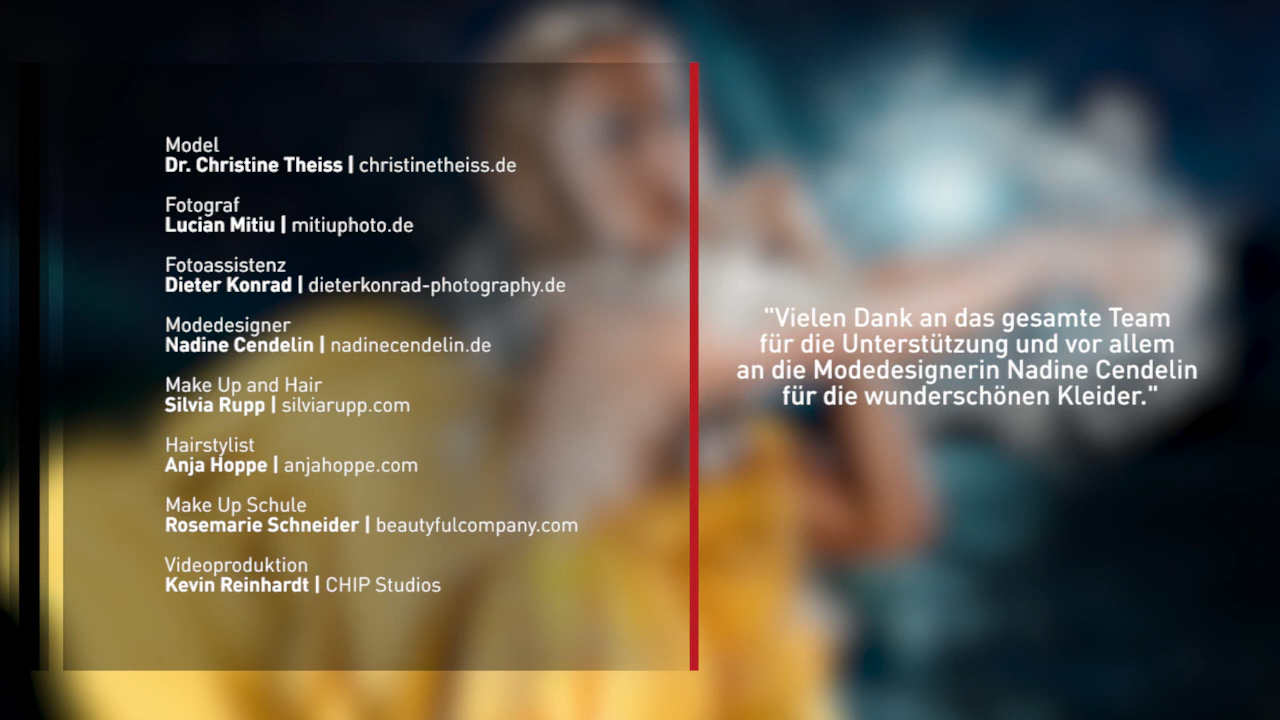 Model
Dr. Christine Theiss | christinetheiss.de
Fotograf
Lucian Mitiu | mitiuphoto.de
Fotoassistenz
Dieter Konrad | dieterkonrad-photography.de
Modedesigner
Nadine Cendelin | nadinecendelin.de
Make Up and Hair
Silvia Rupp | silviarupp.com
Hairstylist
Anja Hoppe | anjahoppe.com
Make Up Schule
Rosemarie Schneider | beautyfulcompany.com
Videoproduktion
Kevin Reinhardt | CHIP Studios
"Vielen Dank an das gesamte Team
für die Unterstützung und vor allem
an die Modedesignerin Nadine Cendelin
für die wunderschönen Kleider."